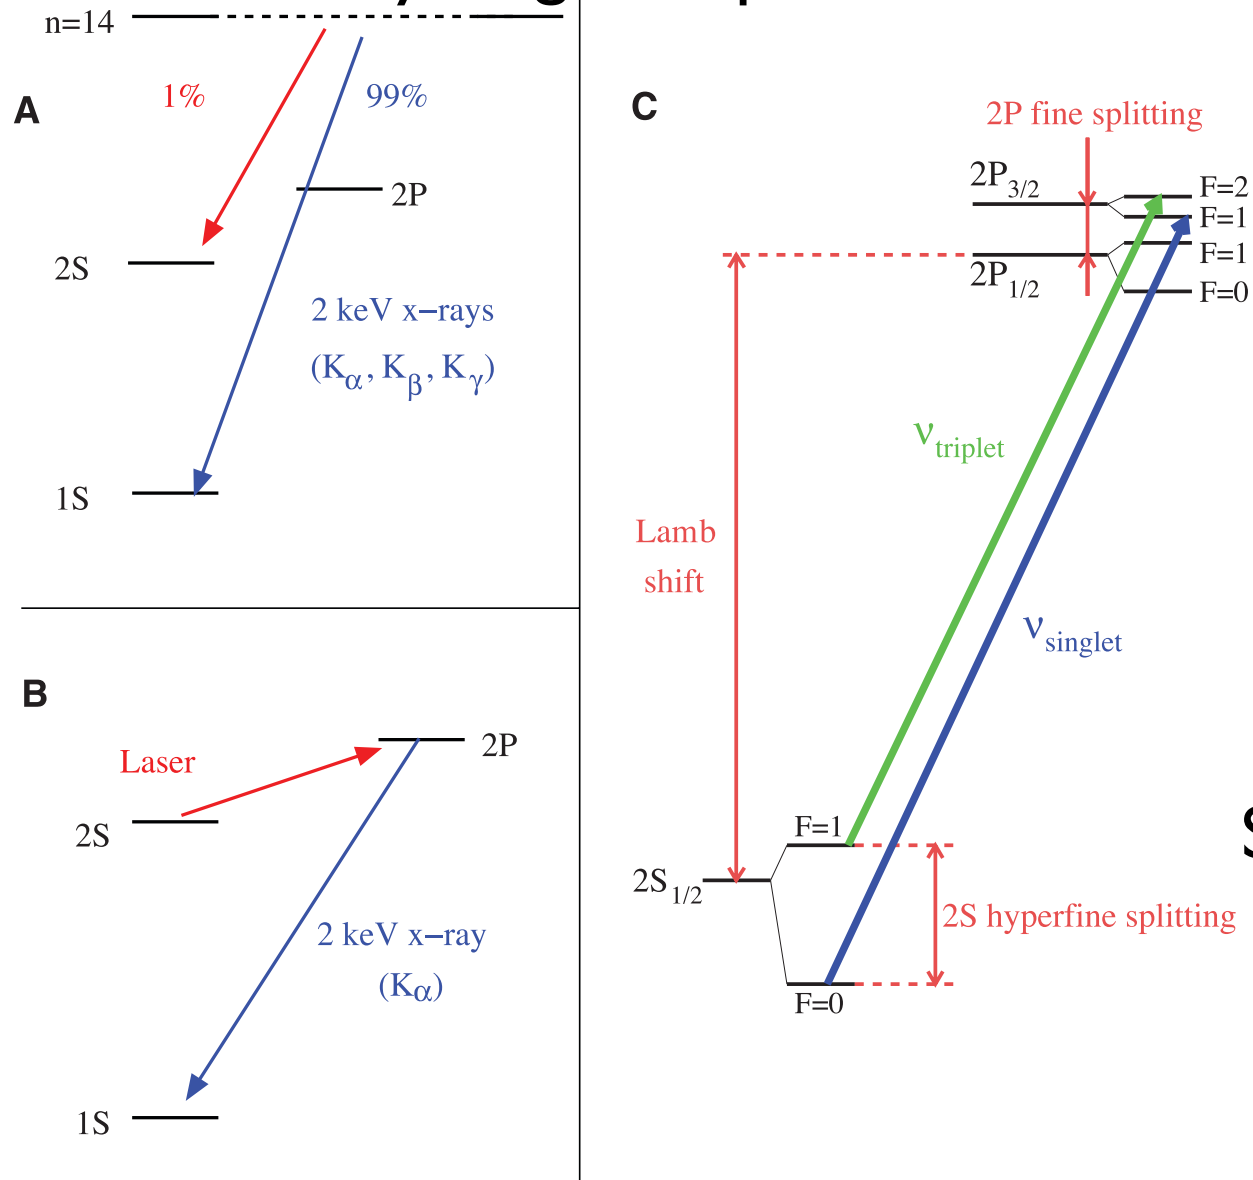 n=14
A
1%
99%
2P
2S
2 keV x−rays
(Kα, Kβ, Kγ)
1S
B
Laser
2P
2S
2 keV x−ray
(Kα)
1S
C
2P fine splitting
2P3/2
F=2
F=1
F=1
2P1/2
F=0
νtriplet
Lamb
shift
νsinglet
F=1
2S1/2
2S hyperfine splitting
F=0